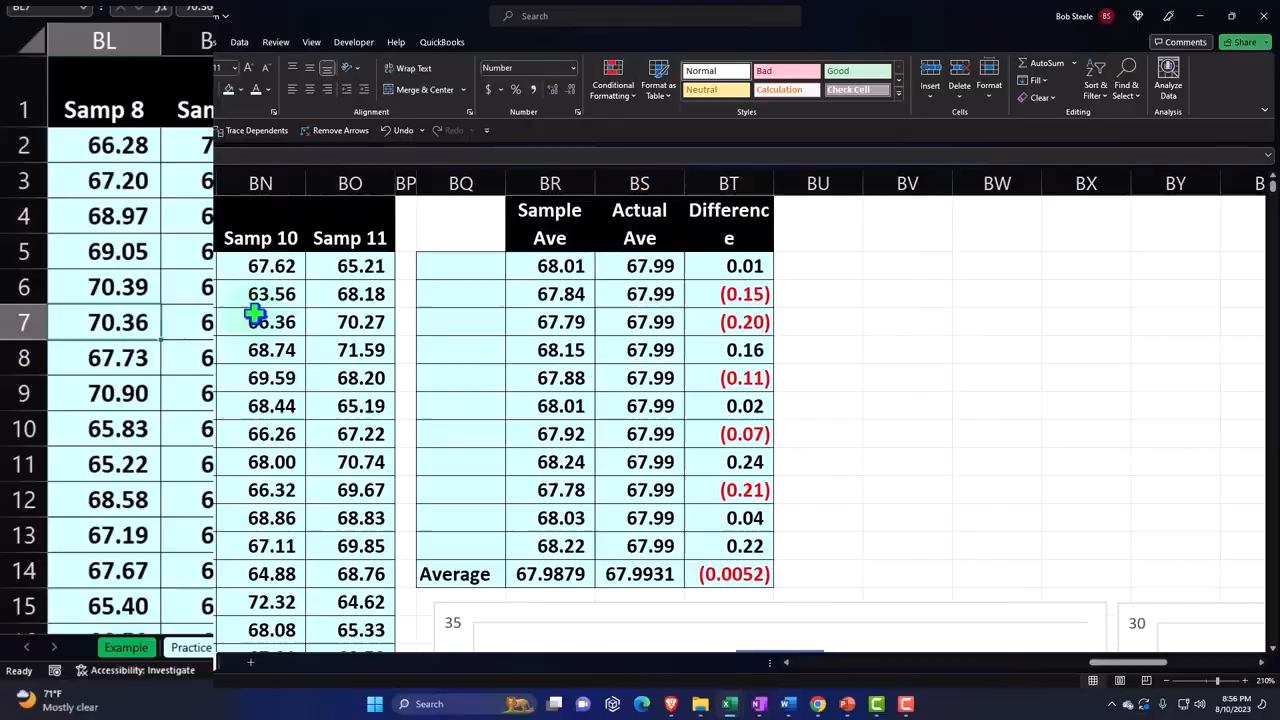 Search
Bob Steele BS
Data Review View Developer Help QuickBooks
Comments Share
11 Wrap Text Number
Normal Bad Good
Conditional Formatting Format as Table
Insert Delete Format
AutoSum
Fill
Clear
Sort & Filter Find & Select Analyze Data
Merge & Center
Neutral Calculation Check Cell
Alignment Number Styles Cells Editing Analysis
Trace Dependents Remove Arrows Undo Redo
BL
BN BO BP BQ BR BS BT BU BV BW BX BY
1 Samp 8
Samp 10 Samp 11 Sample Ave Actual Ave Differenc e
2 66.28 7
3 67.20 6
4 68.97 6
5 69.05 6
6 70.39 6
7 70.36 6
8 67.73 6
9 70.90 6
10 65.83 6
11 65.22 6
12 68.58 6
13 67.19 6
14 67.67 6
15 65.40 6
67.62 65.21 68.01 67.99 0.01
63.56 68.18 67.84 67.99 (0.15)
66.36 70.27 67.79 67.99 (0.20)
68.74 71.59 68.15 67.99 0.16
69.59 68.20 67.88 67.99 (0.11)
68.44 65.19 68.01 67.99 0.02
66.26 67.22 67.92 67.99 (0.07)
68.00 70.74 68.24 67.99 0.24
66.32 69.67 67.78 67.99 (0.21)
68.86 68.83 68.03 67.99 0.04
67.11 69.85 68.22 67.99 0.22
64.88 68.76 Average 67.9879 67.9931 (0.0052)
72.32 64.62
68.08 65.33
35 30
Example Practice
Ready Accessibility: Investigate 210%
71°F
Mostly clear
Search
8:56 PM
8/10/2023